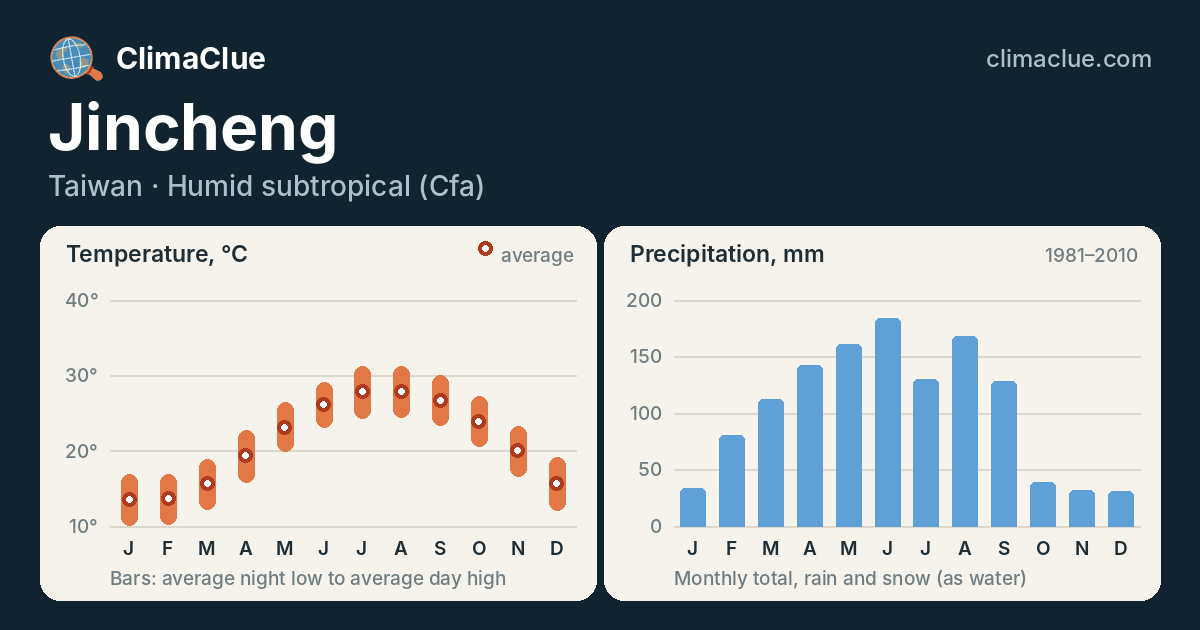 ClimaClue
climaclue.com
Jincheng
Taiwan · Humid subtropical (Cfa)
Temperature, °C
average
40°
30°
20°
10°
J F M A M J J A S O N D
Bars: average night low to average day high
Precipitation, mm
1981–2010
200
150
100
50
0
J F M A M J J A S O N D
Monthly total, rain and snow (as water)